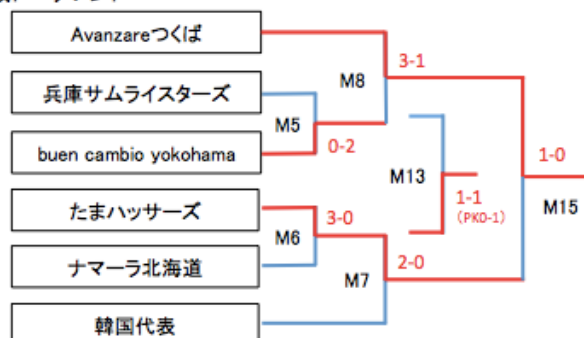 Avanzareつくば
3-1
M8
兵庫サムライスターズ
M5
buen cambio yokohama
0-2
M13
1-0
たまハッサーズ
3-0
1-1
(PK0-1)
M15
M6
ナマーラ北海道
M7
2-0
韓国代表